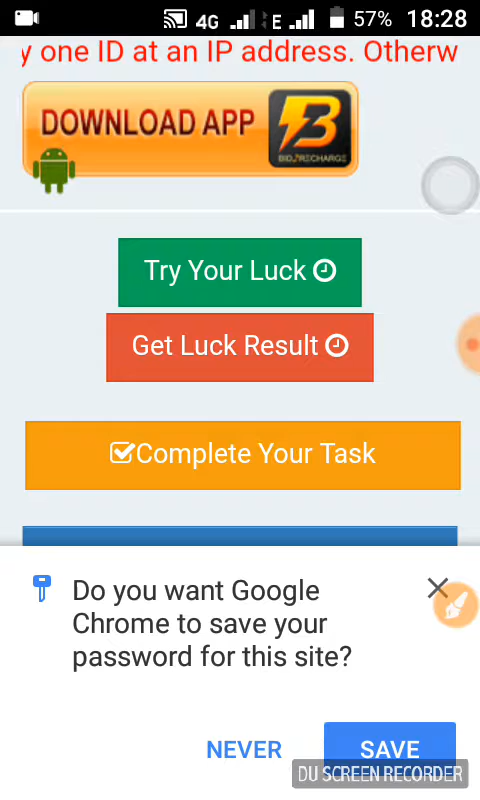 4G E 57% 18:28
y one ID at an IP address. Otherw
DOWNLOAD APP
BID2RECHARGE
Try Your Luck
Get Luck Result
Complete Your Task
Do you want Google
Chrome to save your
password for this site?
NEVER SAVE
DU SCREEN RECORDER